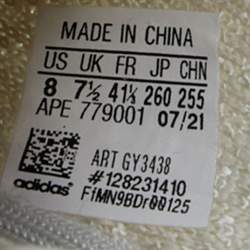 MADE IN CHINA
US UK FR JP CHN
8 7½ 41⅓ 260 255
APE 779001 07/21
ART GY3438
#128231410
adidas FiMN9BDr00125